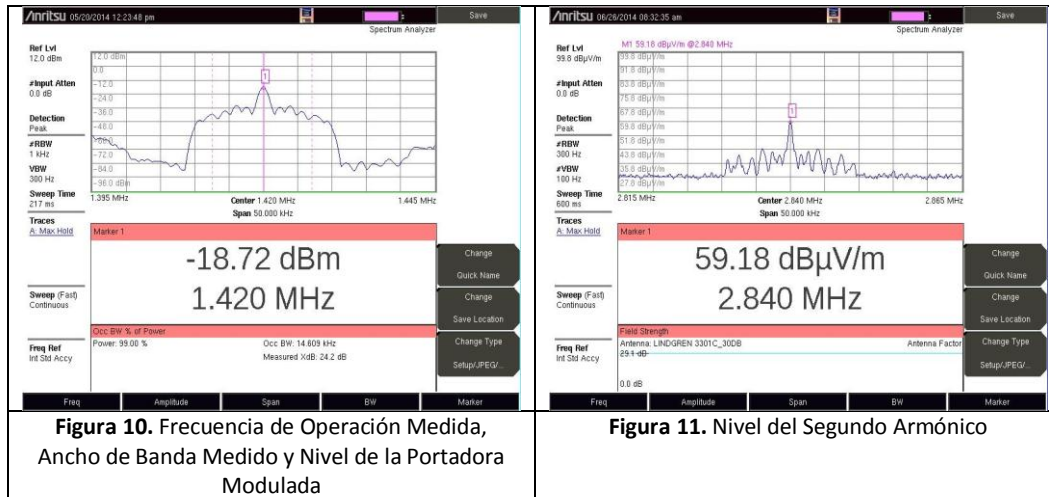 Anritsu 05/20/2014 12:23:48 pm
Save
Spectrum Analyzer
Ref Lvl
12.0 dBm
#Input Atten
0.0 dB
Detection
Peak
#RBW
1 kHz
VBW
300 Hz
Sweep Time
217 ms
Traces
A: Max Hold
Sweep (Fast)
Continuous
Freq Ref
Int Std Accy
12.0 dBm
0.0
-12.0
-24.0
-36.0
-48.0
-60.0
-72.0
-84.0
-96.0 dBm
1
1.395 MHz
Center 1.420 MHz
1.445 MHz
Span 50.000 kHz
Marker 1
-18.72 dBm
1.420 MHz
Occ BW % of Power
Power: 99.00 %
Occ BW: 14.609 kHz
Measured XdB: 24.2 dB
Change
Quick Name
Change
Save Location
Change Type
Setup/JPEG/...
Freq
Amplitude
Span
BW
Marker
Figura 10. Frecuencia de Operación Medida,
Ancho de Banda Medido y Nivel de la Portadora
Modulada
Anritsu 06/26/2014 08:32:35 am
Save
Spectrum Analyzer
Ref Lvl
99.8 dBµV/m
#Input Atten
0.0 dB
Detection
Peak
#RBW
300 Hz
#VBW
100 Hz
Sweep Time
600 ms
Traces
A: Max Hold
Sweep (Fast)
Continuous
Freq Ref
Int Std Accy
M1 59.18 dBµV/m @2.840 MHz
99.8 dBµV/m
91.8 dBµV/m
83.8 dBµV/m
75.8 dBµV/m
67.8 dBµV/m
59.8 dBµV/m
51.8 dBµV/m
43.8 dBµV/m
35.8 dBµV/m
27.8 dBµV/m
1
2.815 MHz
Center 2.840 MHz
2.865 MHz
Span 50.000 kHz
Marker 1
59.18 dBµV/m
2.840 MHz
Field Strength
Antenna: LINDGREN 3301C_30DB
Antenna Factor
29.1 dB
0.0 dB
Change
Quick Name
Change
Save Location
Change Type
Setup/JPEG/...
Freq
Amplitude
Span
BW
Marker
Figura 11. Nivel del Segundo Armónico